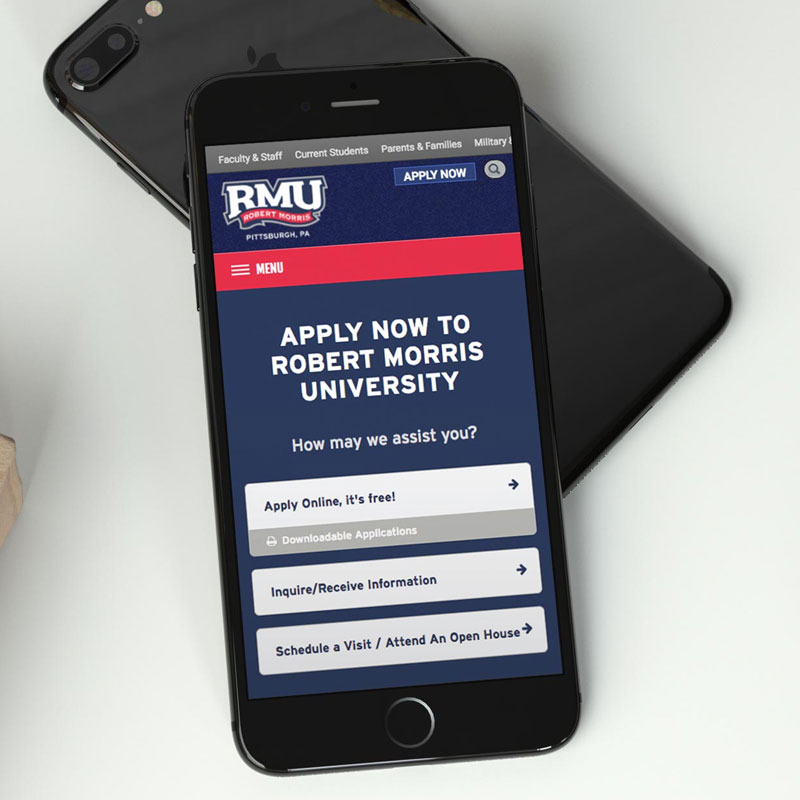 Faculty & Staff Current Students Parents & Families Military &
APPLY NOW
RMU
ROBERT MORRIS
PITTSBURGH, PA
MENU
APPLY NOW TO
ROBERT MORRIS
UNIVERSITY
How may we assist you?
Apply Online, it's free!
Downloadable Applications
Inquire/Receive Information
Schedule a Visit / Attend An Open House